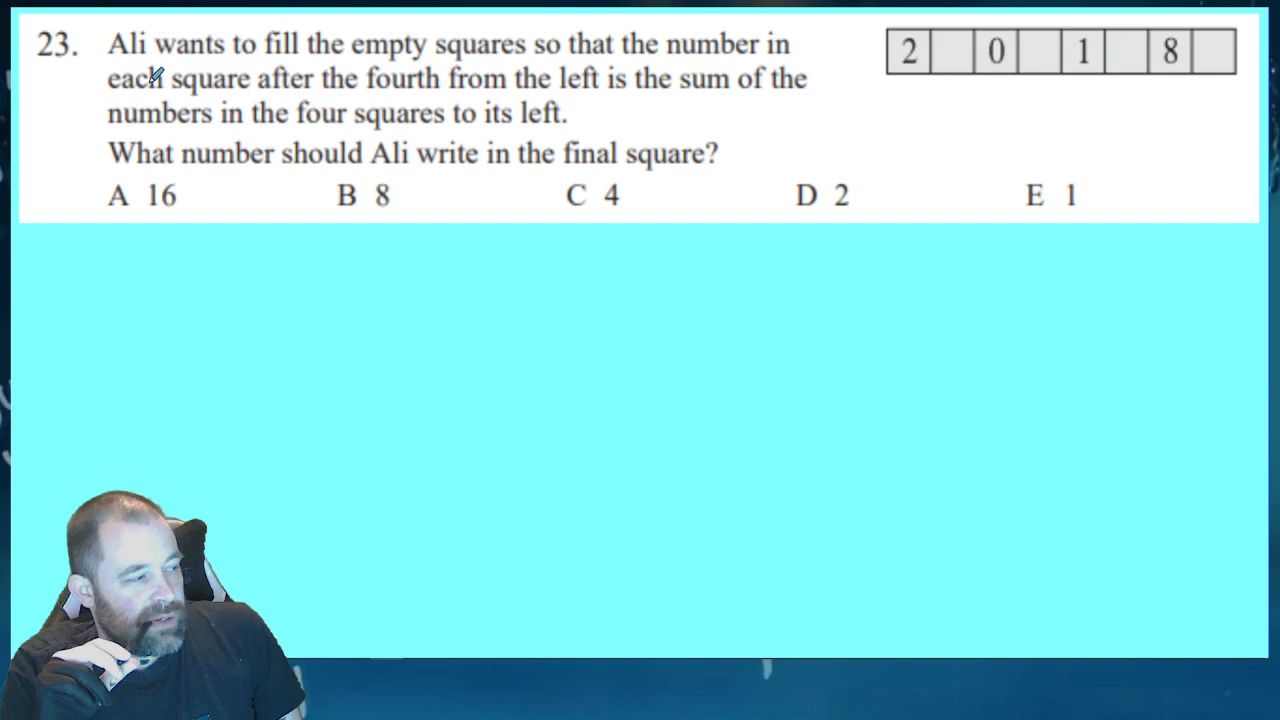 23. Ali wants to fill the empty squares so that the number in
each square after the fourth from the left is the sum of the
numbers in the four squares to its left.
What number should Ali write in the final square?
A 16 B 8 C 4 D 2 E 1
2 0 1 8